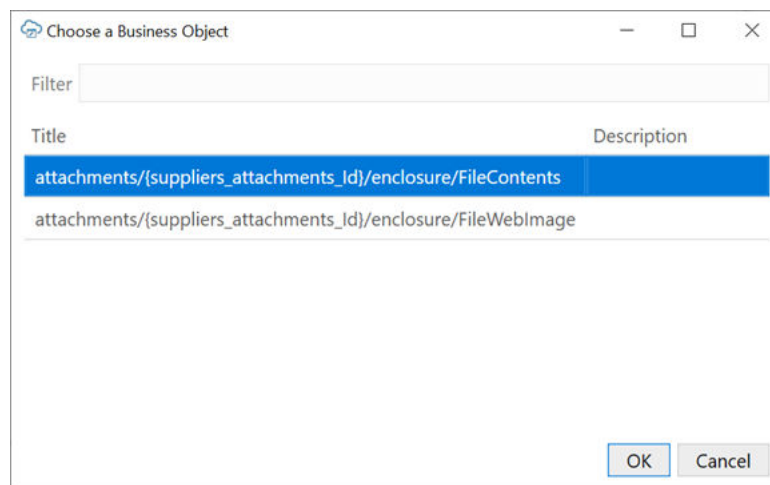 Choose a Business Object
Filter
Title Description
attachments/{suppliers_attachments_Id}/enclosure/FileContents
attachments/{suppliers_attachments_Id}/enclosure/FileWebImage
OK Cancel